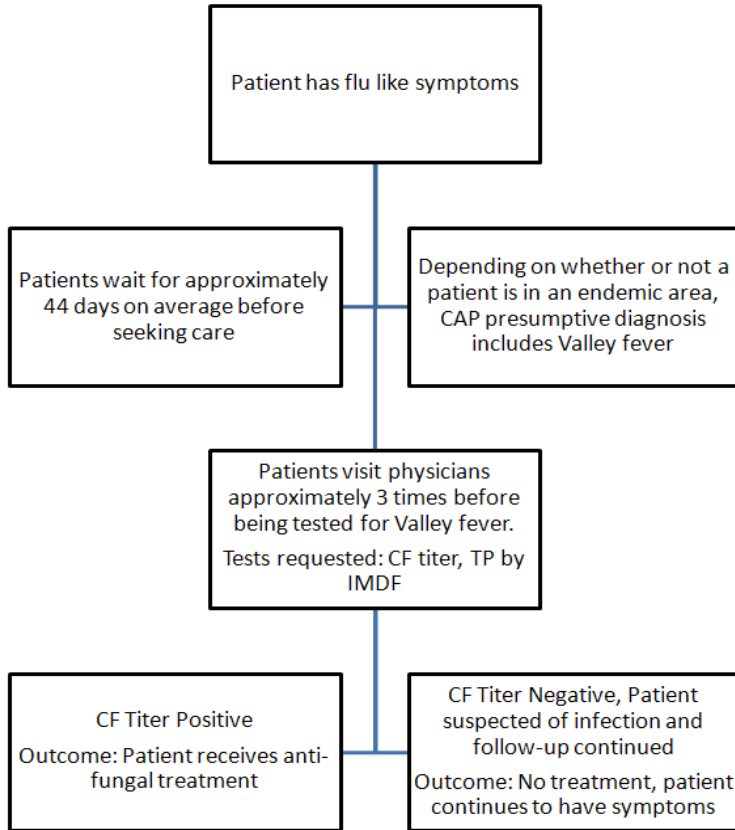 Patient has flu like symptoms
Patients wait for approximately
44 days on average before
seeking care
Depending on whether or not a
patient is in an endemic area,
CAP presumptive diagnosis
includes Valley fever
Patients visit physicians
approximately 3 times before
being tested for Valley fever.
Tests requested: CF titer, TP by
IMDF
CF Titer Positive
Outcome: Patient receives anti-
fungal treatment
CF Titer Negative, Patient
suspected of infection and
follow-up continued
Outcome: No treatment, patient
continues to have symptoms